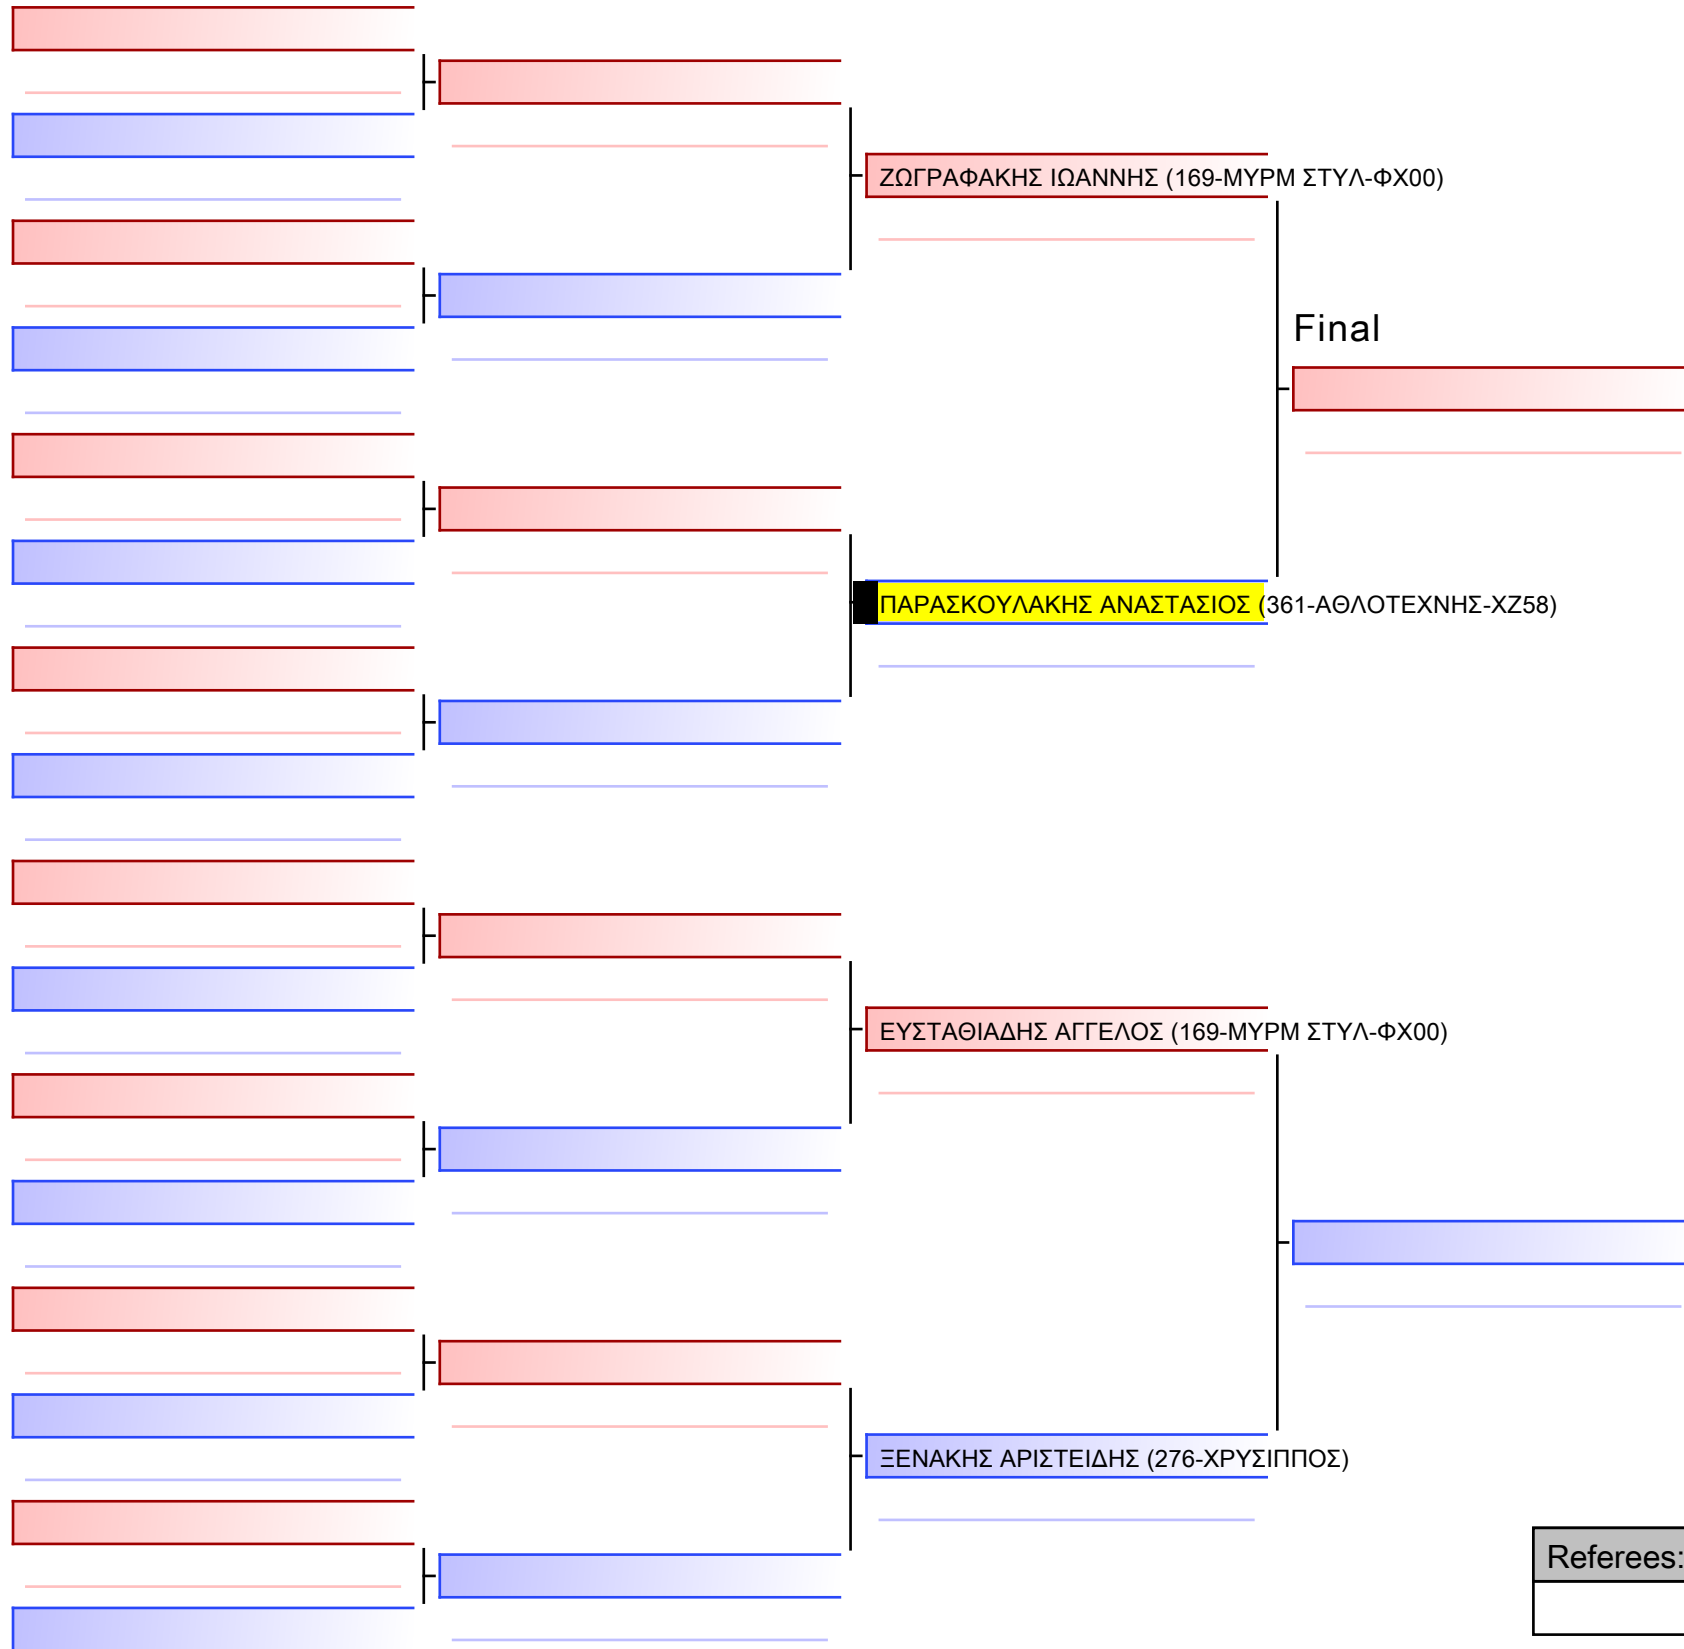 ΖΩΓΡΑΦΑΚΗΣ ΙΩΑΝΝΗΣ (169-ΜΥΡΜ ΣΤΥΛ-ΦΧ00)
Final
ΠΑΡΑΣΚΟΥΛΑΚΗΣ ΑΝΑΣΤΑΣΙΟΣ (361-ΑΘΛΟΤΕΧΝΗΣ-ΧΖ58)
ΕΥΣΤΑΘΙΑΔΗΣ ΑΓΓΕΛΟΣ (169-ΜΥΡΜ ΣΤΥΛ-ΦΧ00)
ΞΕΝΑΚΗΣ ΑΡΙΣΤΕΙΔΗΣ (276-ΧΡΥΣΙΠΠΟΣ)
Referees: